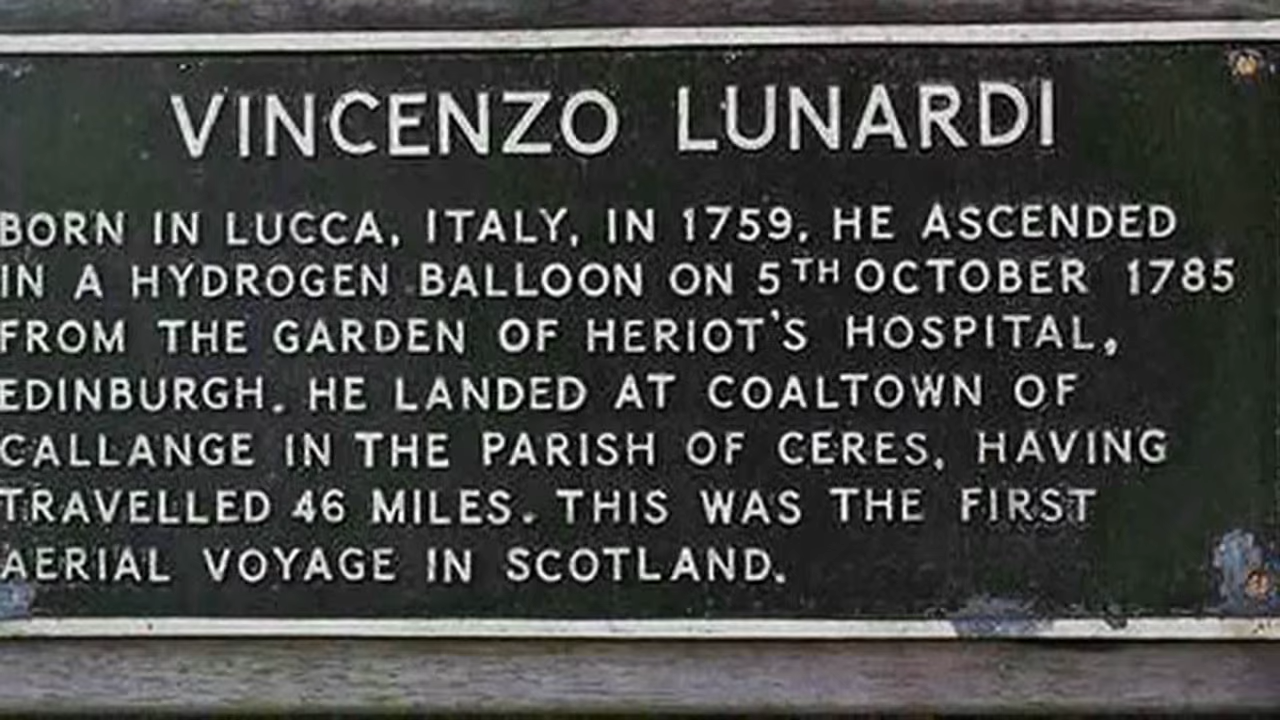 VINCENZO LUNARDI
BORN IN LUCCA, ITALY, IN 1759, HE ASCENDED
IN A HYDROGEN BALLOON ON 5TH OCTOBER 1785
FROM THE GARDEN OF HERIOT'S HOSPITAL,
EDINBURGH. HE LANDED AT COALTOWN OF
CALLANGE IN THE PARISH OF CERES, HAVING
TRAVELLED 46 MILES. THIS WAS THE FIRST
AERIAL VOYAGE IN SCOTLAND.